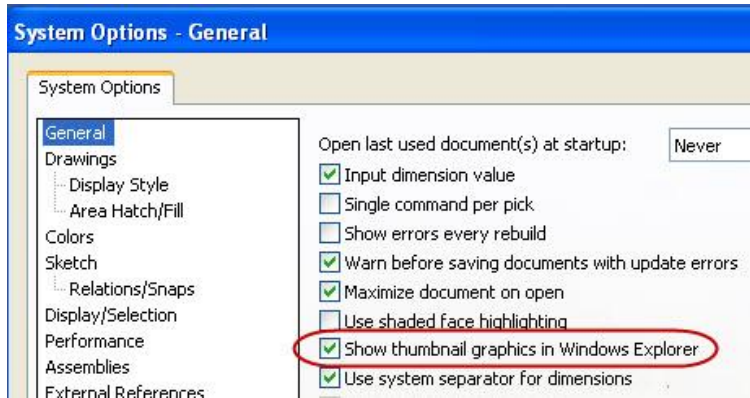 System Options - General
System Options
General
Drawings
Display Style
Area Hatch/Fill
Colors
Sketch
Relations/Snaps
Display/Selection
Performance
Assemblies
External References
Open last used document(s) at startup: Never
Input dimension value
Single command per pick
Show errors every rebuild
Warn before saving documents with update errors
Maximize document on open
Use shaded face highlighting
Show thumbnail graphics in Windows Explorer
Use system separator for dimensions